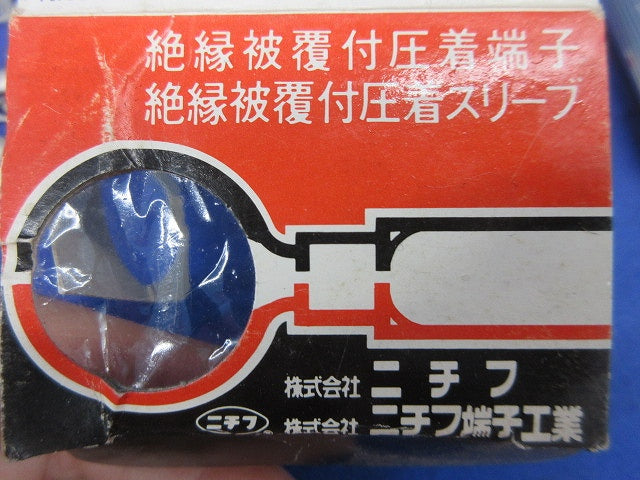 絶縁被覆付圧着端子
絶縁被覆付圧着スリーブ
株式会社 ニチフ
ニチフ 株式会社 ニチフ端子工業